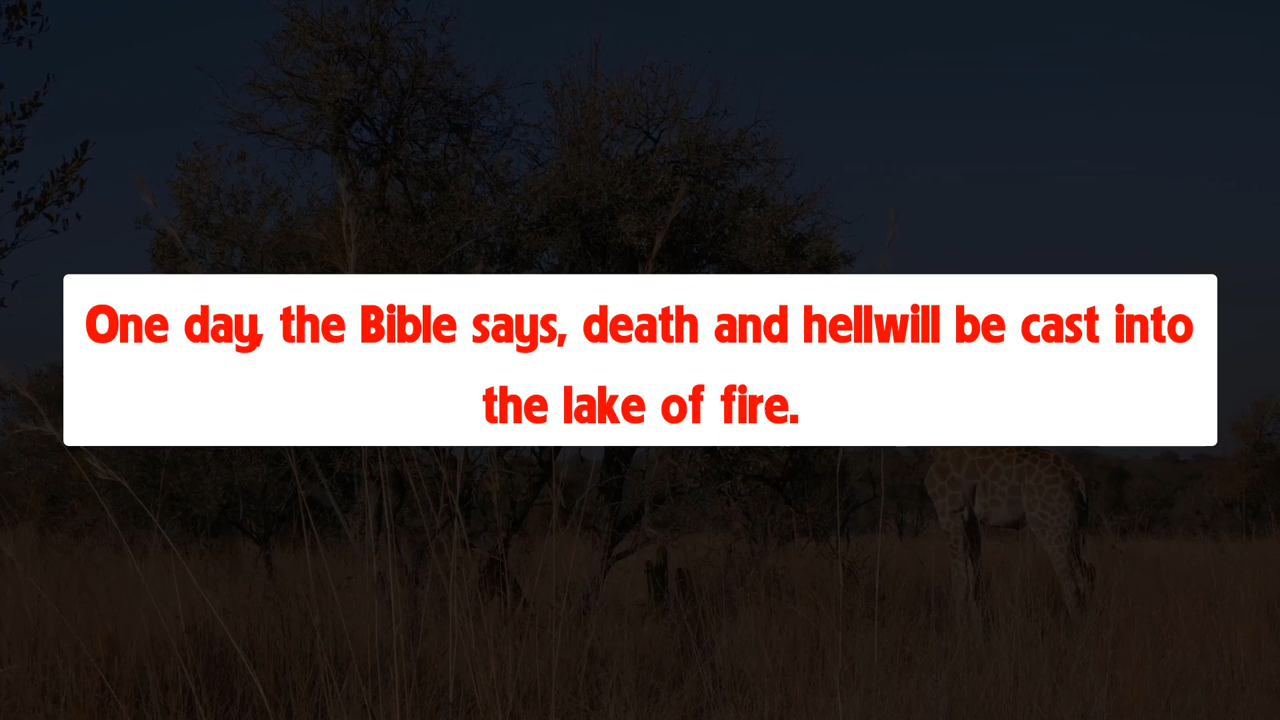 One day, the Bible says, death and hellwill be cast into
the lake of fire.